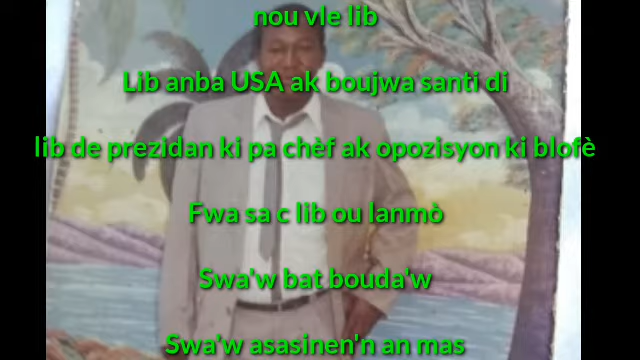 nou vle lib
Lib anba USA ak boujwa santi di
lib de prezidan ki pa chèf ak opozisyon ki blofè
Fwa sa c lib ou lanmò
Swa'w bat bouda'w
Swa'w asasinen'n an mas